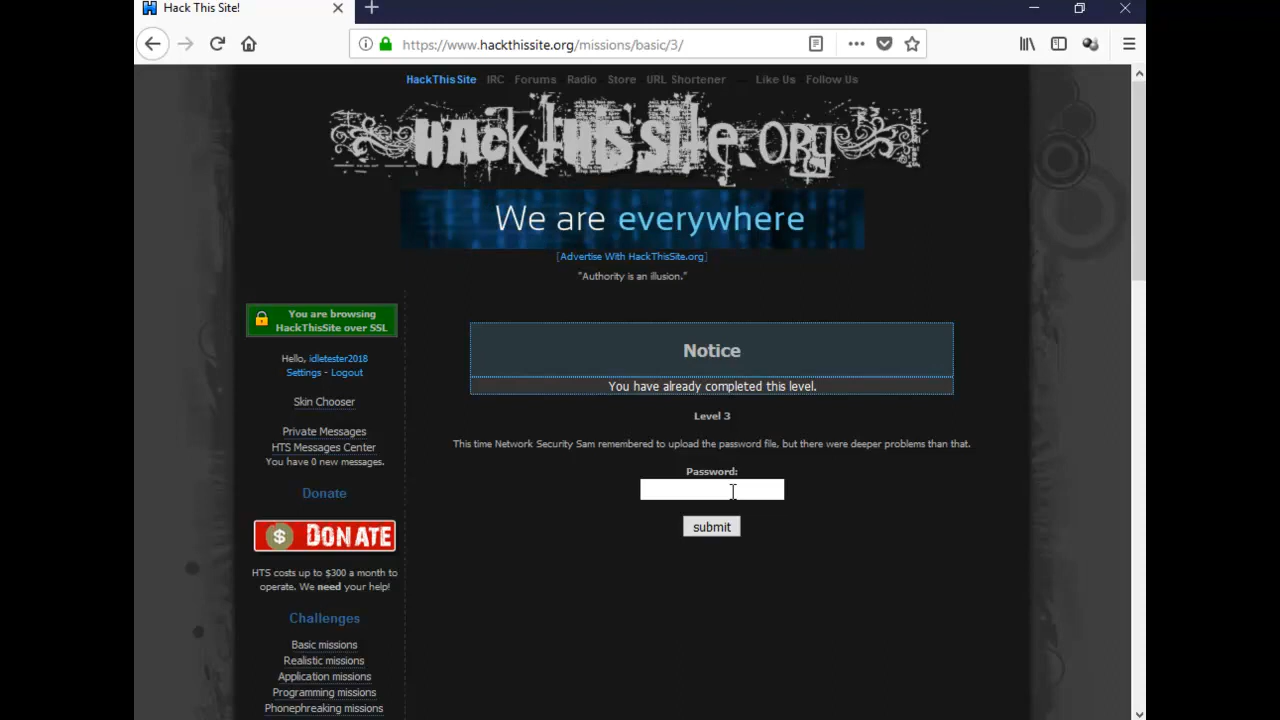 Hack This Site!
https://www.hackthissite.org/missions/basic/3/
HackThisSite IRC Forums Radio Store URL Shortener — Like Us Follow Us
HAck tHIS SItE.ORg
We are everywhere
[Advertise With HackThisSite.org]
"Authority is an illusion."
You are browsing
HackThisSite over SSL
Hello, idletester2018
Settings - Logout
Skin Chooser
Private Messages
HTS Messages Center
You have 0 new messages.
Donate
$ DONATE
HTS costs up to $300 a month to
operate. We need your help!
Challenges
Basic missions
Realistic missions
Application missions
Programming missions
Phonephreaking missions
Notice
You have already completed this level.
Level 3
This time Network Security Sam remembered to upload the password file, but there were deeper problems than that.
Password:
submit